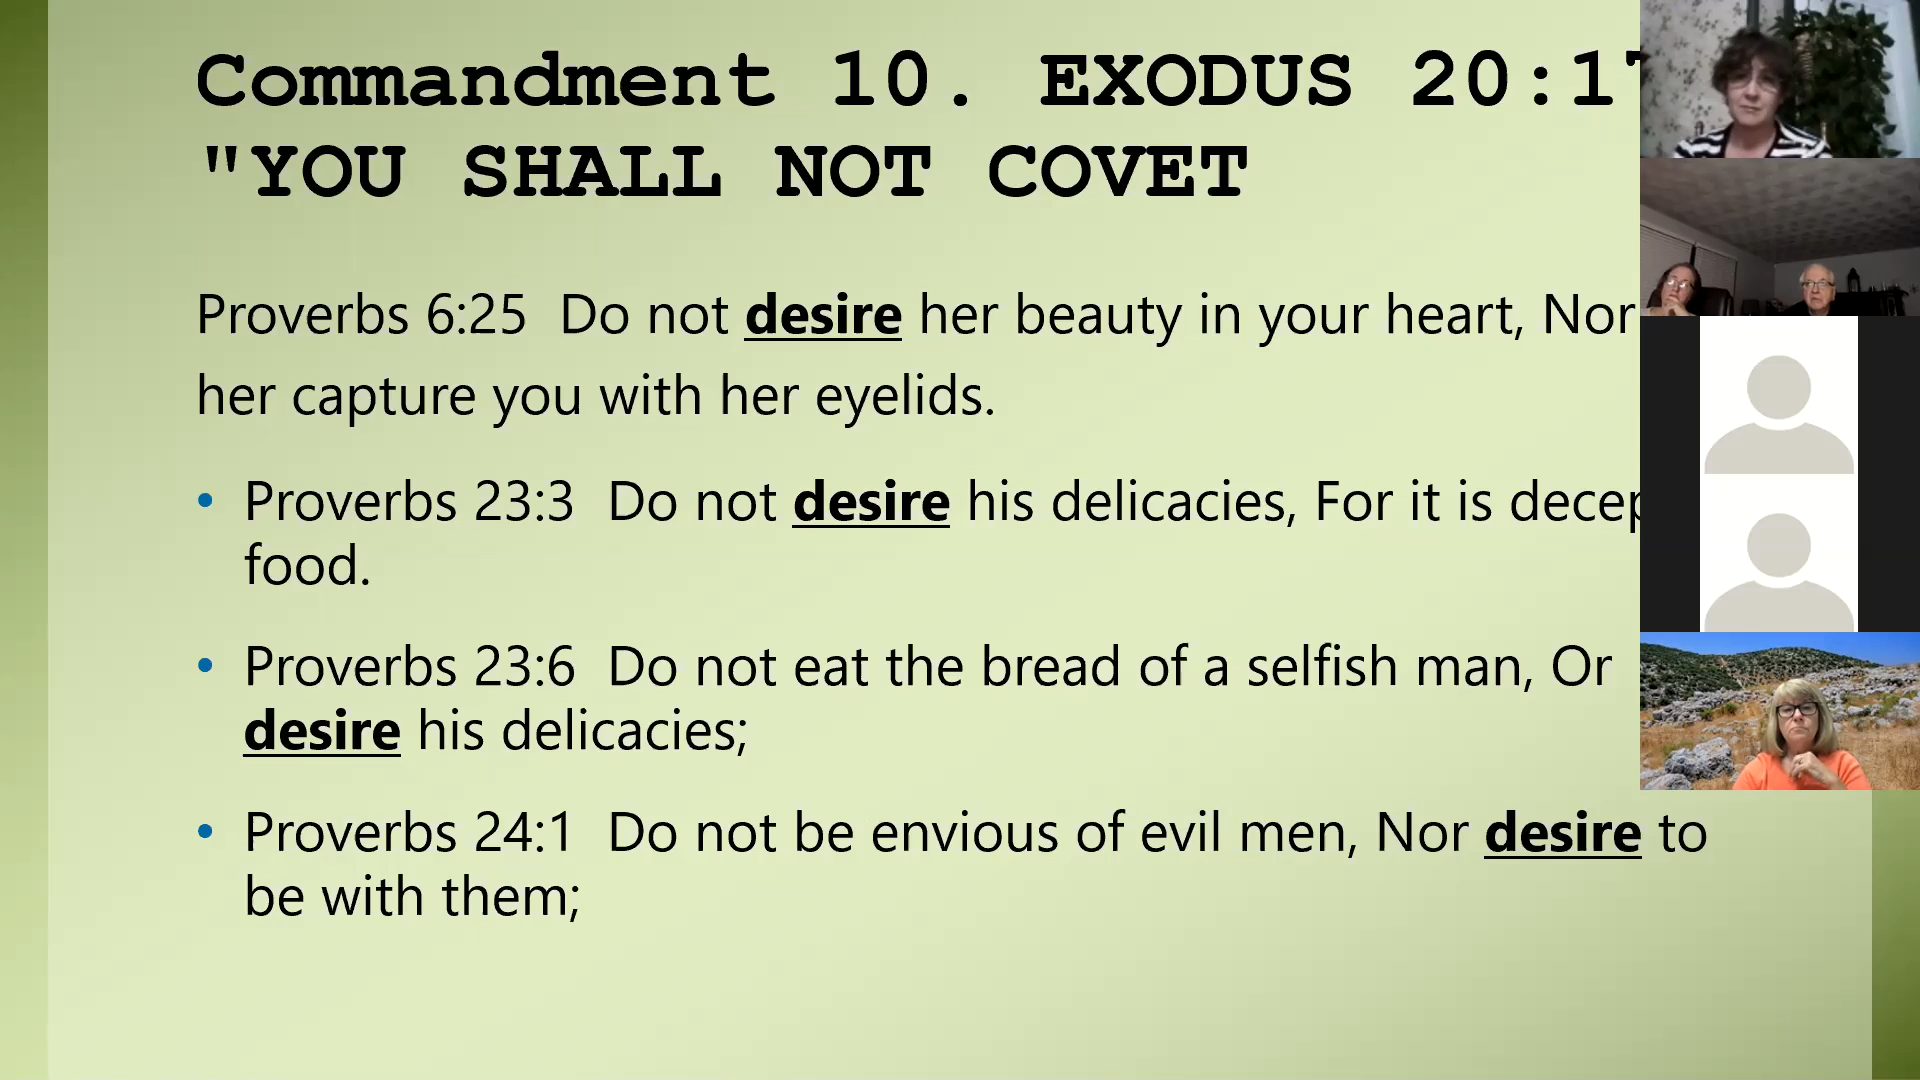 Commandment 10. EXODUS 20:17
"YOU SHALL NOT COVET
Proverbs 6:25 Do not desire her beauty in your heart, Nor
her capture you with her eyelids.
• Proverbs 23:3 Do not desire his delicacies, For it is decep
food.
• Proverbs 23:6 Do not eat the bread of a selfish man, Or
desire his delicacies;
• Proverbs 24:1 Do not be envious of evil men, Nor desire to
be with them;